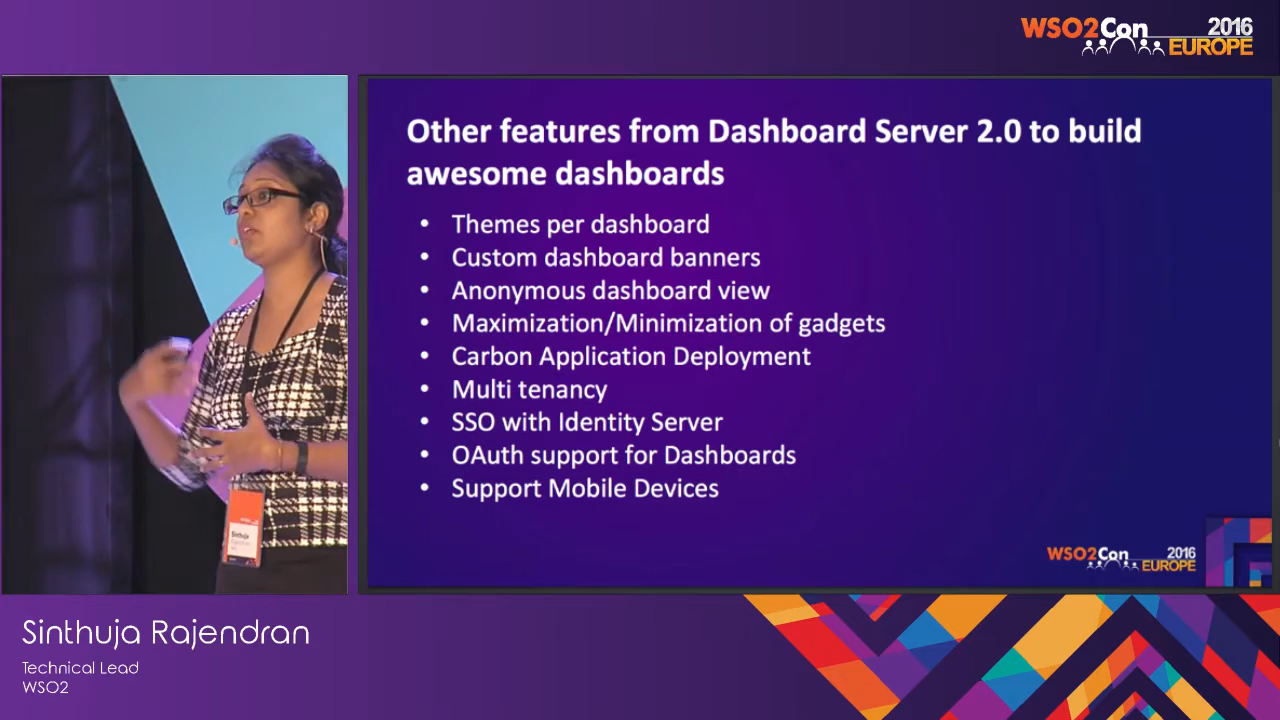 WSO2Con 2016
EUROPE
Other features from Dashboard Server 2.0 to build
awesome dashboards
• Themes per dashboard
• Custom dashboard banners
• Anonymous dashboard view
• Maximization/Minimization of gadgets
• Carbon Application Deployment
• Multi tenancy
• SSO with Identity Server
• OAuth support for Dashboards
• Support Mobile Devices
WSO2Con 2016
EUROPE
Sinthuja
Sinthuja Rajendran
Technical Lead
WSO2